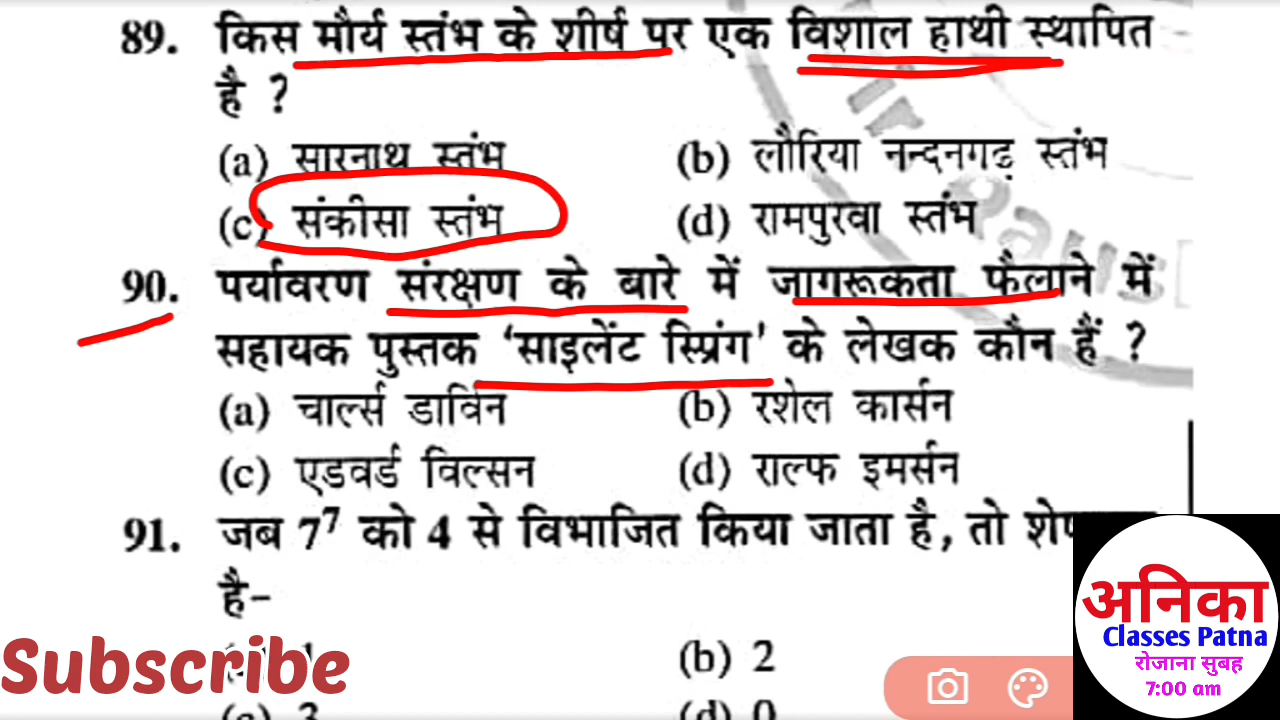 89. किस मौर्य स्तंभ के शीर्ष पर एक विशाल हाथी स्थापित
है ?
(a) सारनाथ स्तंभ (b) लौरिया नन्दनगढ़ स्तंभ
(c) संकीसा स्तंभ (d) रामपुरवा स्तंभ
90. पर्यावरण संरक्षण के बारे में जागरूकता फैलाने में
सहायक पुस्तक ‘साइलेंट स्प्रिंग’ के लेखक कौन हैं ?
(a) चार्ल्स डार्विन (b) रशेल कार्सन
(c) एडवर्ड विल्सन (d) राल्फ इमर्सन
91. जब 7⁷ को 4 से विभाजित किया जाता है, तो
है–
(b) 2
(c) 3 (d) 0
Subscribe
अनिका
Classes Patna
रोजाना सुबह
7:00 am